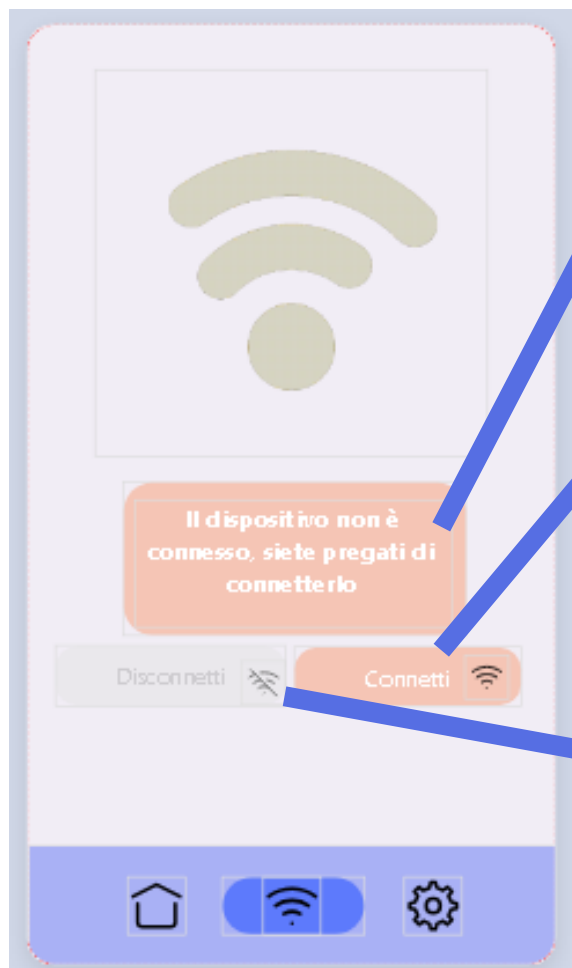 Il dispositivo non è
connesso, siete pregati di
connetterlo
Disconnetti
Connetti